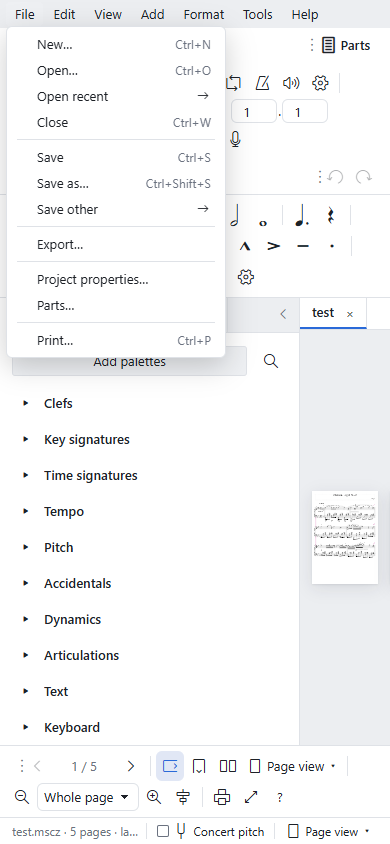 File Edit View Add Format Tools Help
New... Ctrl+N
Parts
Open... Ctrl+O
Open recent
Close Ctrl+W
1 . 1
Save Ctrl+S
Save as... Ctrl+Shift+S
Save other
Export...
Project properties...
Parts...
test
Print... Ctrl+P
Add palettes
Clefs
Key signatures
Time signatures
Tempo
Pitch
Accidentals
Dynamics
Articulations
Text
Keyboard
1 / 5 Page view
Whole page ?
test.mscz · 5 pages · la... Concert pitch Page view